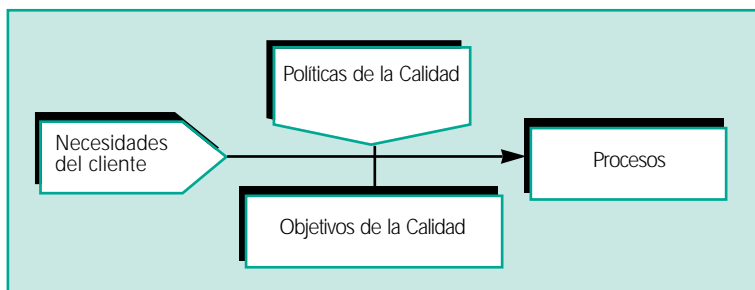 Políticas de la Calidad
Necesidades
del cliente
Procesos
Objetivos de la Calidad